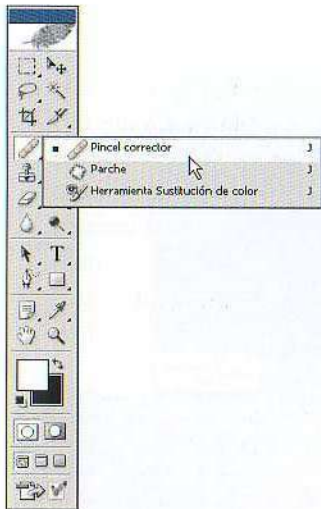 Pincel corrector J
Parche J
Herramienta Sustitución de color J
T